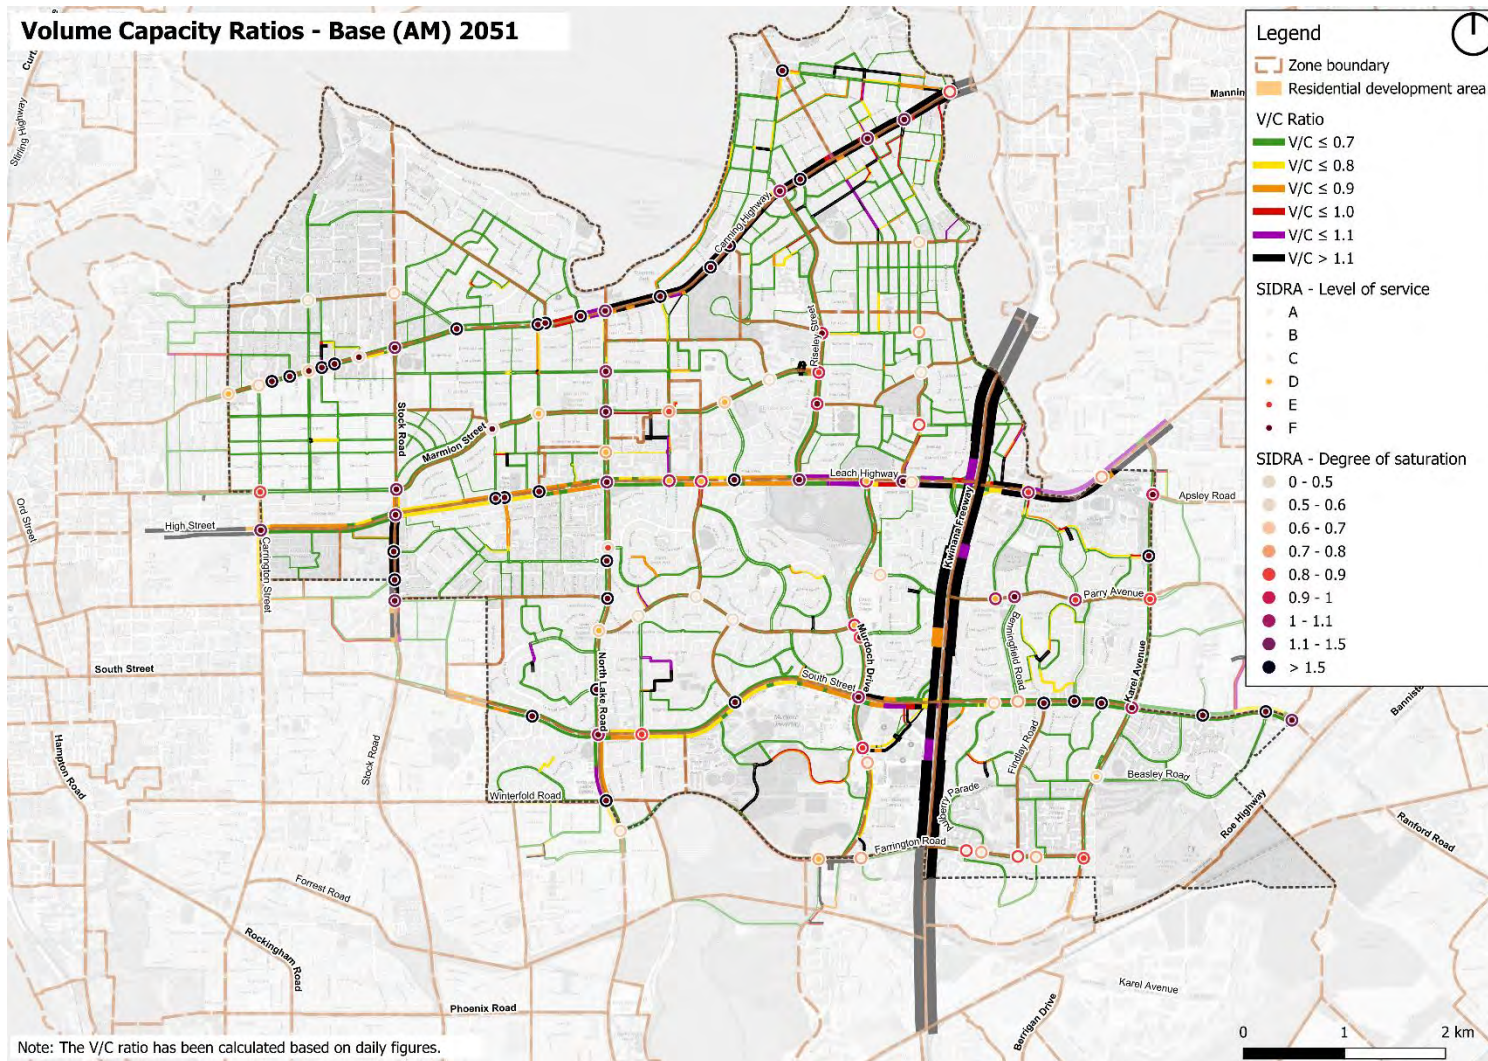 Volume Capacity Ratios - Base (AM) 2051
Legend
Zone boundary
Residential development area
V/C Ratio
V/C ≤ 0.7
V/C ≤ 0.8
V/C ≤ 0.9
V/C ≤ 1.0
V/C ≤ 1.1
V/C > 1.1
SIDRA - Level of service
A
B
C
D
E
F
SIDRA - Degree of saturation
0 - 0.5
0.5 - 0.6
0.6 - 0.7
0.7 - 0.8
0.8 - 0.9
0.9 - 1
1 - 1.1
1.1 - 1.5
> 1.5
Stirling Highway
Mannin
Canning Highway
Riseley Street
Stock Road
Marmion Street
Leach Highway
Apsley Road
Ord Street
High Street
Carrington Street
Kwinana Freeway
Parry Avenue
Benningfield Road
Murdoch Drive
South Street
South Street
North Lake Road
Karel Avenue
Bannist
Hampton Road
Stock Road
Findlay Road
Beasley Road
Winterfold Road
Parade
Roe Highway
Ranford Road
Farrington Road
Forrest Road
Rockingham Road
Phoenix Road
Karel Avenue
Berrigan Drive
0 1 2 km
Note: The V/C ratio has been calculated based on daily figures.